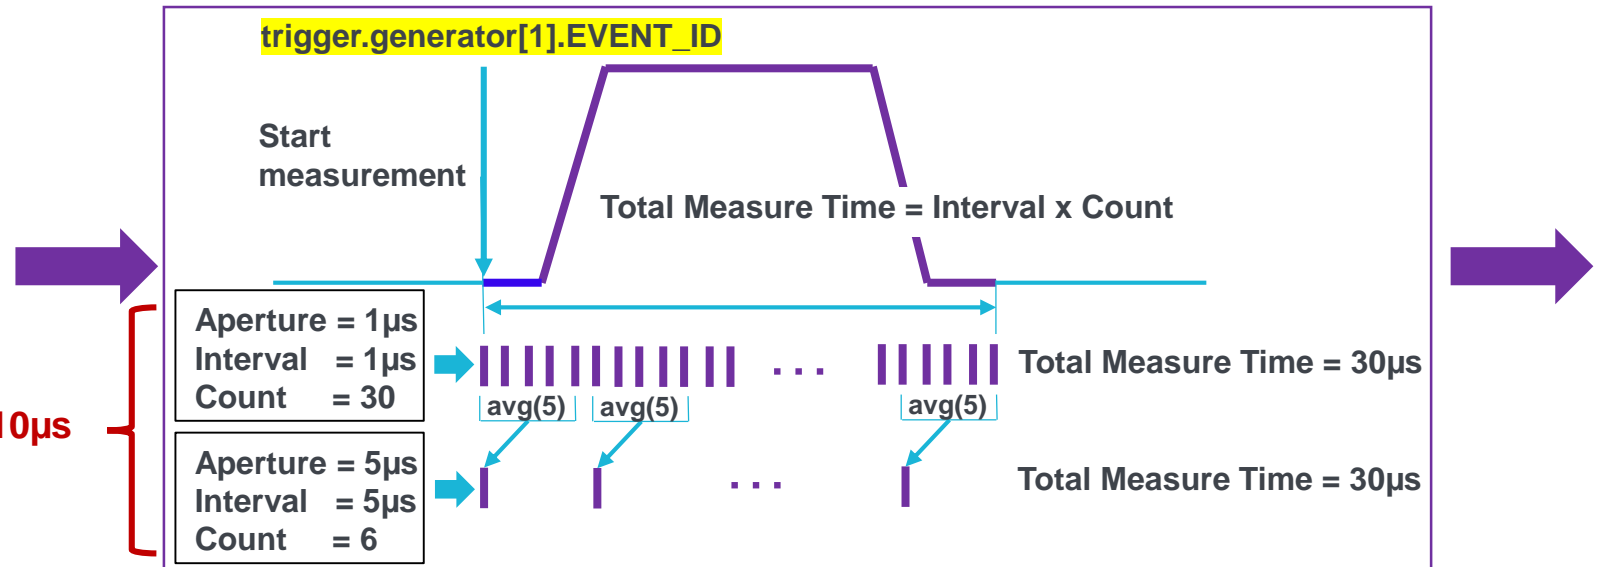 trigger.generator[1].EVENT_ID
Start
measurement
Total Measure Time = Interval x Count
Aperture = 1µs
Interval = 1µs
Count = 30
Total Measure Time = 30µs
avg(5)
avg(5)
avg(5)
10µs
Aperture = 5µs
Interval = 5µs
Count = 6
Total Measure Time = 30µs